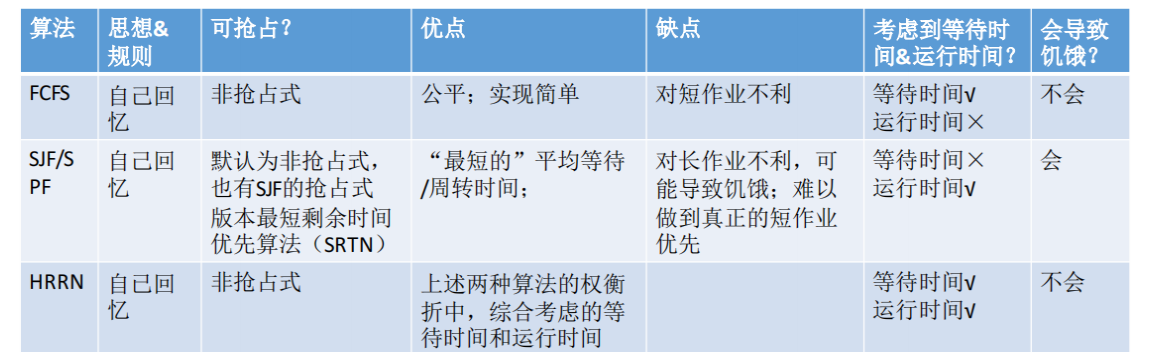 算法 思想& 可抢占？ 优点 缺点 考虑到等待时 会导致
规则 间&运行时间？ 饥饿？
FCFS 自己回 非抢占式 公平；实现简单 对短作业不利 等待时间√ 不会
忆 运行时间×
SJF/S 自己回 默认为非抢占式， “最短的”平均等待 对长作业不利，可 等待时间× 会
PF 忆 也有SJF的抢占式 /周转时间； 能导致饥饿；难以 运行时间√
版本最短剩余时间 做到真正的短作业
优先算法（SRTN） 优先
HRRN 自己回 非抢占式 上述两种算法的权衡 等待时间√ 不会
忆 折中，综合考虑的等 运行时间√
待时间和运行时间